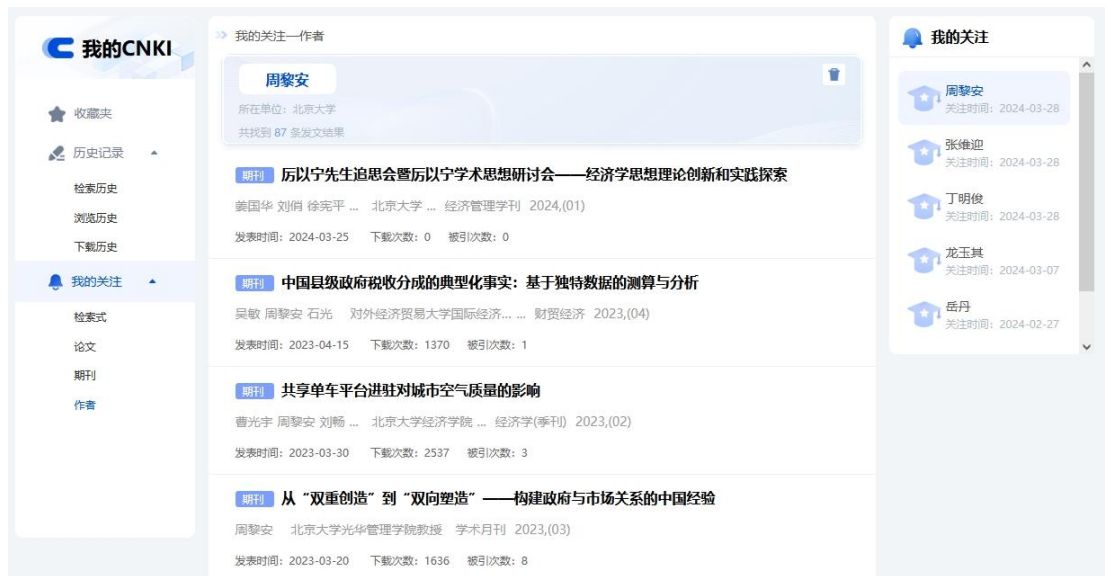 我的CNKI
收藏夹
历史记录
检索历史
浏览历史
下载历史
我的关注
检索式
论文
期刊
作者
我的关注—作者
周黎安
所在单位：北京大学
共找到 87 条发文结果
期刊 厉以宁先生追思会暨厉以宁学术思想研讨会——经济学思想理论创新和实践探索
姜国华 刘俏 徐宪平 ... 北京大学 ... 经济管理学刊 2024,(01)
发表时间：2024-03-25 下载次数：0 被引次数：0
期刊 中国县级政府税收分成的典型化事实：基于独特数据的测算与分析
吴敏 周黎安 石光 对外经济贸易大学国际经济... ... 财贸经济 2023,(04)
发表时间：2023-04-15 下载次数：1370 被引次数：1
期刊 共享单车平台进驻对城市空气质量的影响
曹光宇 周黎安 刘畅 ... 北京大学经济学院 ... 经济学(季刊) 2023,(02)
发表时间：2023-03-30 下载次数：2537 被引次数：3
期刊 从“双重创造”到“双向塑造”——构建政府与市场关系的中国经验
周黎安 北京大学光华管理学院教授 学术月刊 2023,(03)
发表时间：2023-03-20 下载次数：1636 被引次数：8
我的关注
周黎安
关注时间：2024-03-28
张维迎
关注时间：2024-03-28
丁明俊
关注时间：2024-03-28
龙玉其
关注时间：2024-03-07
岳丹
关注时间：2024-02-27